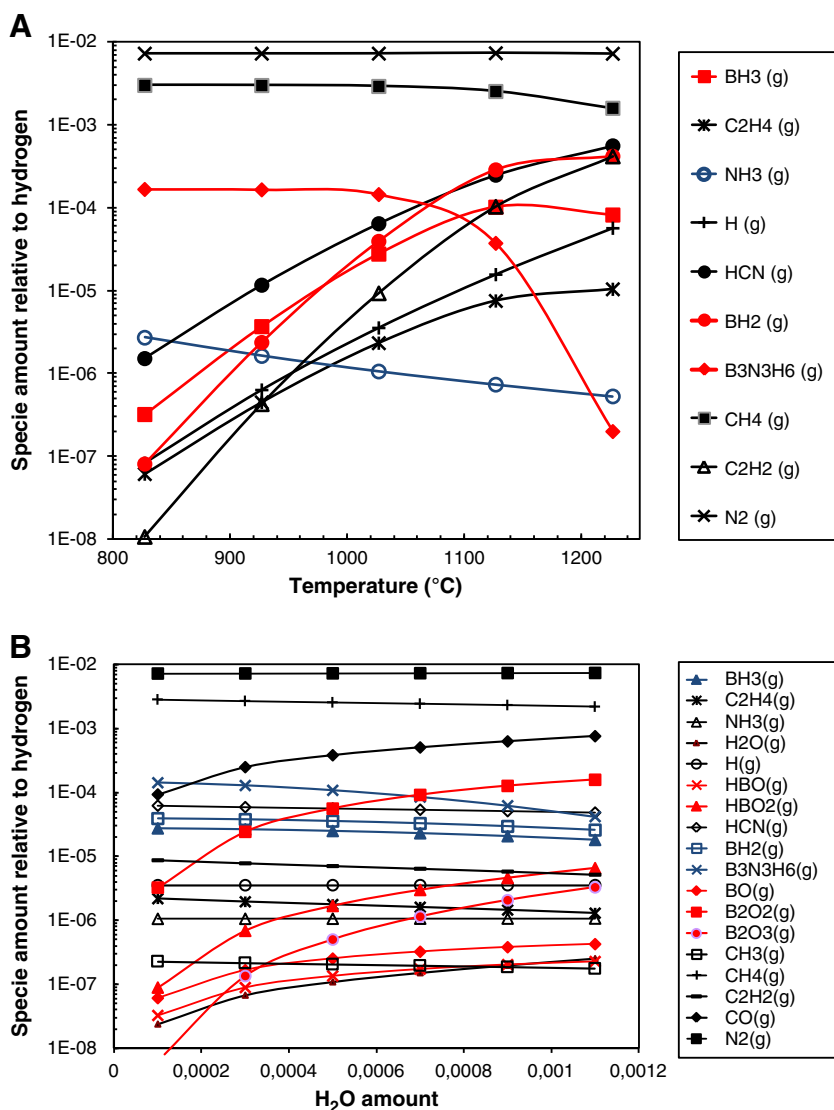 A
Specie amount relative to hydrogen
1E-02
1E-03
1E-04
1E-05
1E-06
1E-07
1E-08
800
900
1000
1100
1200
Temperature (°C)
BH3 (g)
C2H4 (g)
NH3 (g)
H (g)
HCN (g)
BH2 (g)
B3N3H6 (g)
CH4 (g)
C2H2 (g)
N2 (g)
B
Specie amount relative to hydrogen
1E-02
1E-03
1E-04
1E-05
1E-06
1E-07
1E-08
0
0,0002
0,0004
0,0006
0,0008
0,001
0,0012
H₂O amount
BH3(g)
C2H4(g)
NH3(g)
H2O(g)
H(g)
HBO(g)
HBO2(g)
HCN(g)
BH2(g)
B3N3H6(g)
BO(g)
B2O2(g)
B2O3(g)
CH3(g)
CH4(g)
C2H2(g)
CO(g)
N2(g)